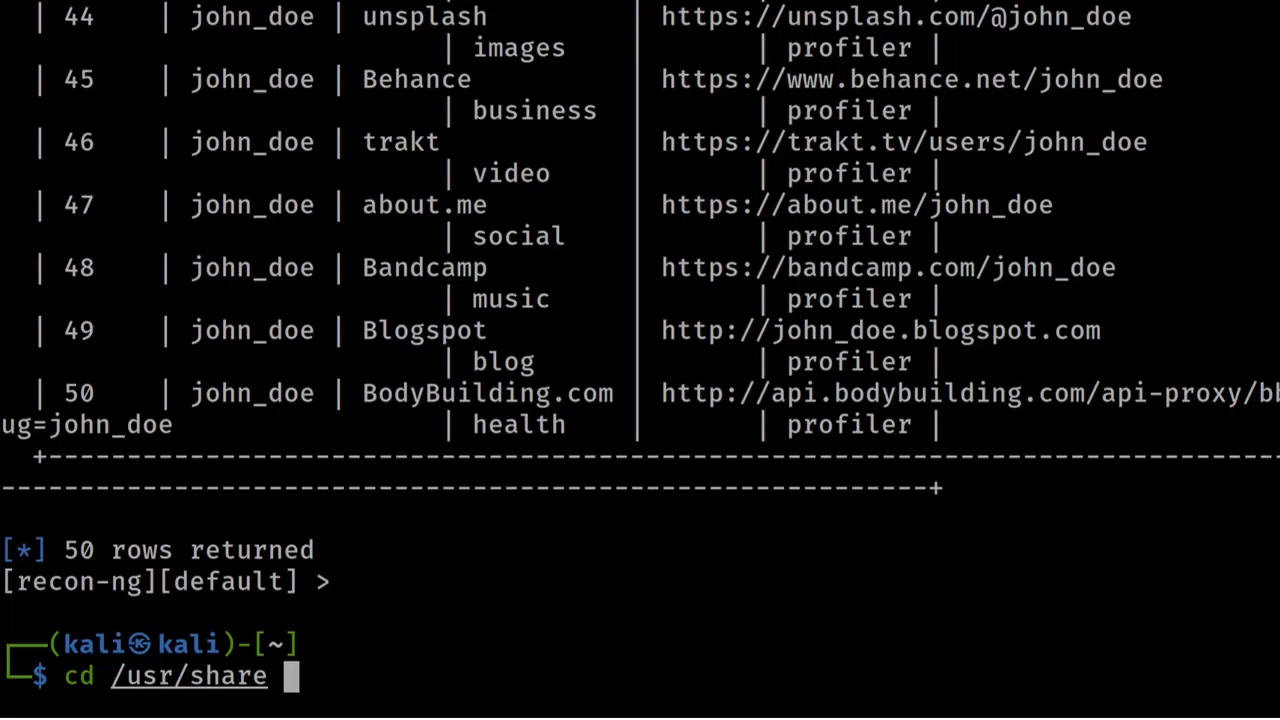 | 44 | john_doe | unsplash | https://unsplash.com/@john_doe
| images | profiler |
| 45 | john_doe | Behance | https://www.behance.net/john_doe
| business | profiler |
| 46 | john_doe | trakt | https://trakt.tv/users/john_doe
| video | profiler |
| 47 | john_doe | about.me | https://about.me/john_doe
| social | profiler |
| 48 | john_doe | Bandcamp | https://bandcamp.com/john_doe
| music | profiler |
| 49 | john_doe | Blogspot | http://john_doe.blogspot.com
| blog | profiler |
| 50 | john_doe | BodyBuilding.com | http://api.bodybuilding.com/api-proxy/bb
ug=john_doe | health | profiler |
+--------------------------------------------------------------------------------
------------------------------------------------------------+
[*] 50 rows returned
[recon-ng][default] >
┌──(kali㉿kali)-[~]
└─$ cd /usr/share